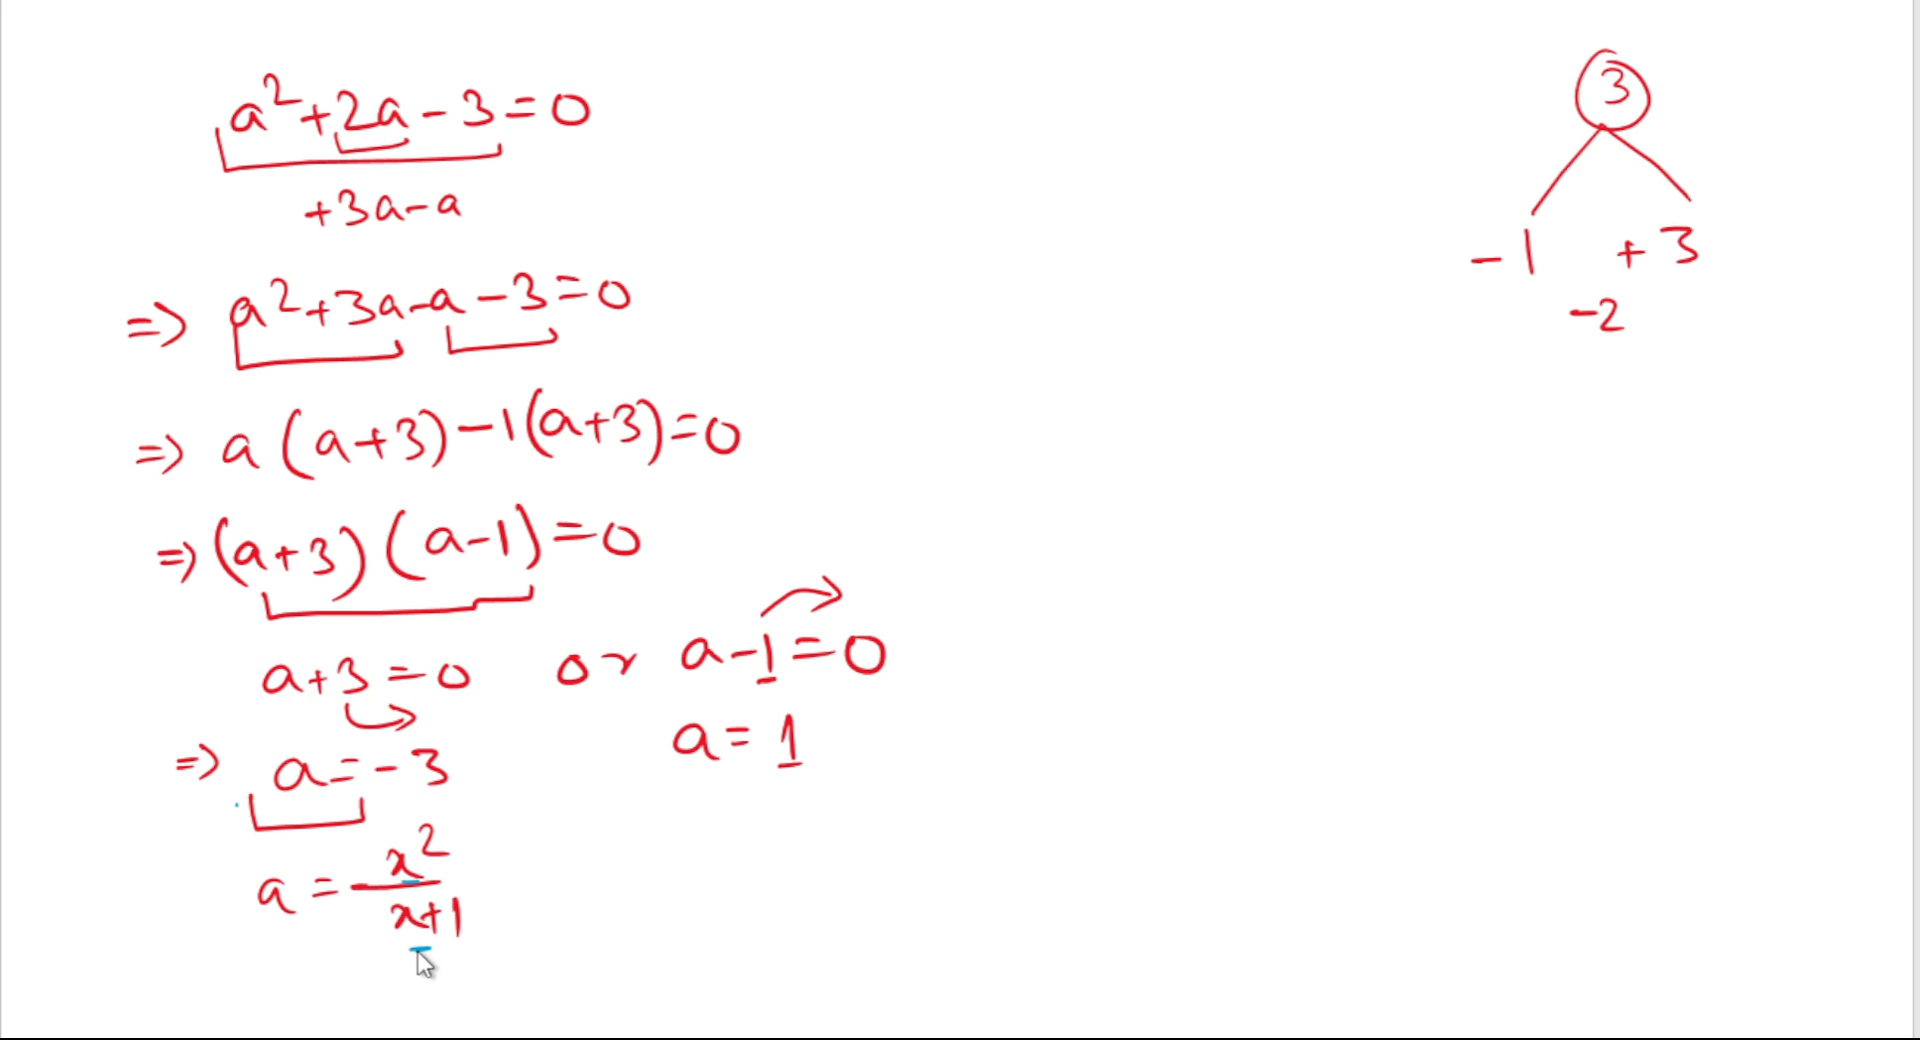 a²+2a-3=0
+3a-a
=> a²+3a-a-3=0
=> a(a+3)-1(a+3)=0
=> (a+3)(a-1)=0
a+3=0 or a-1=0
=> a=-3
a=1
a = x²/x+1
3
-1 +3
-2